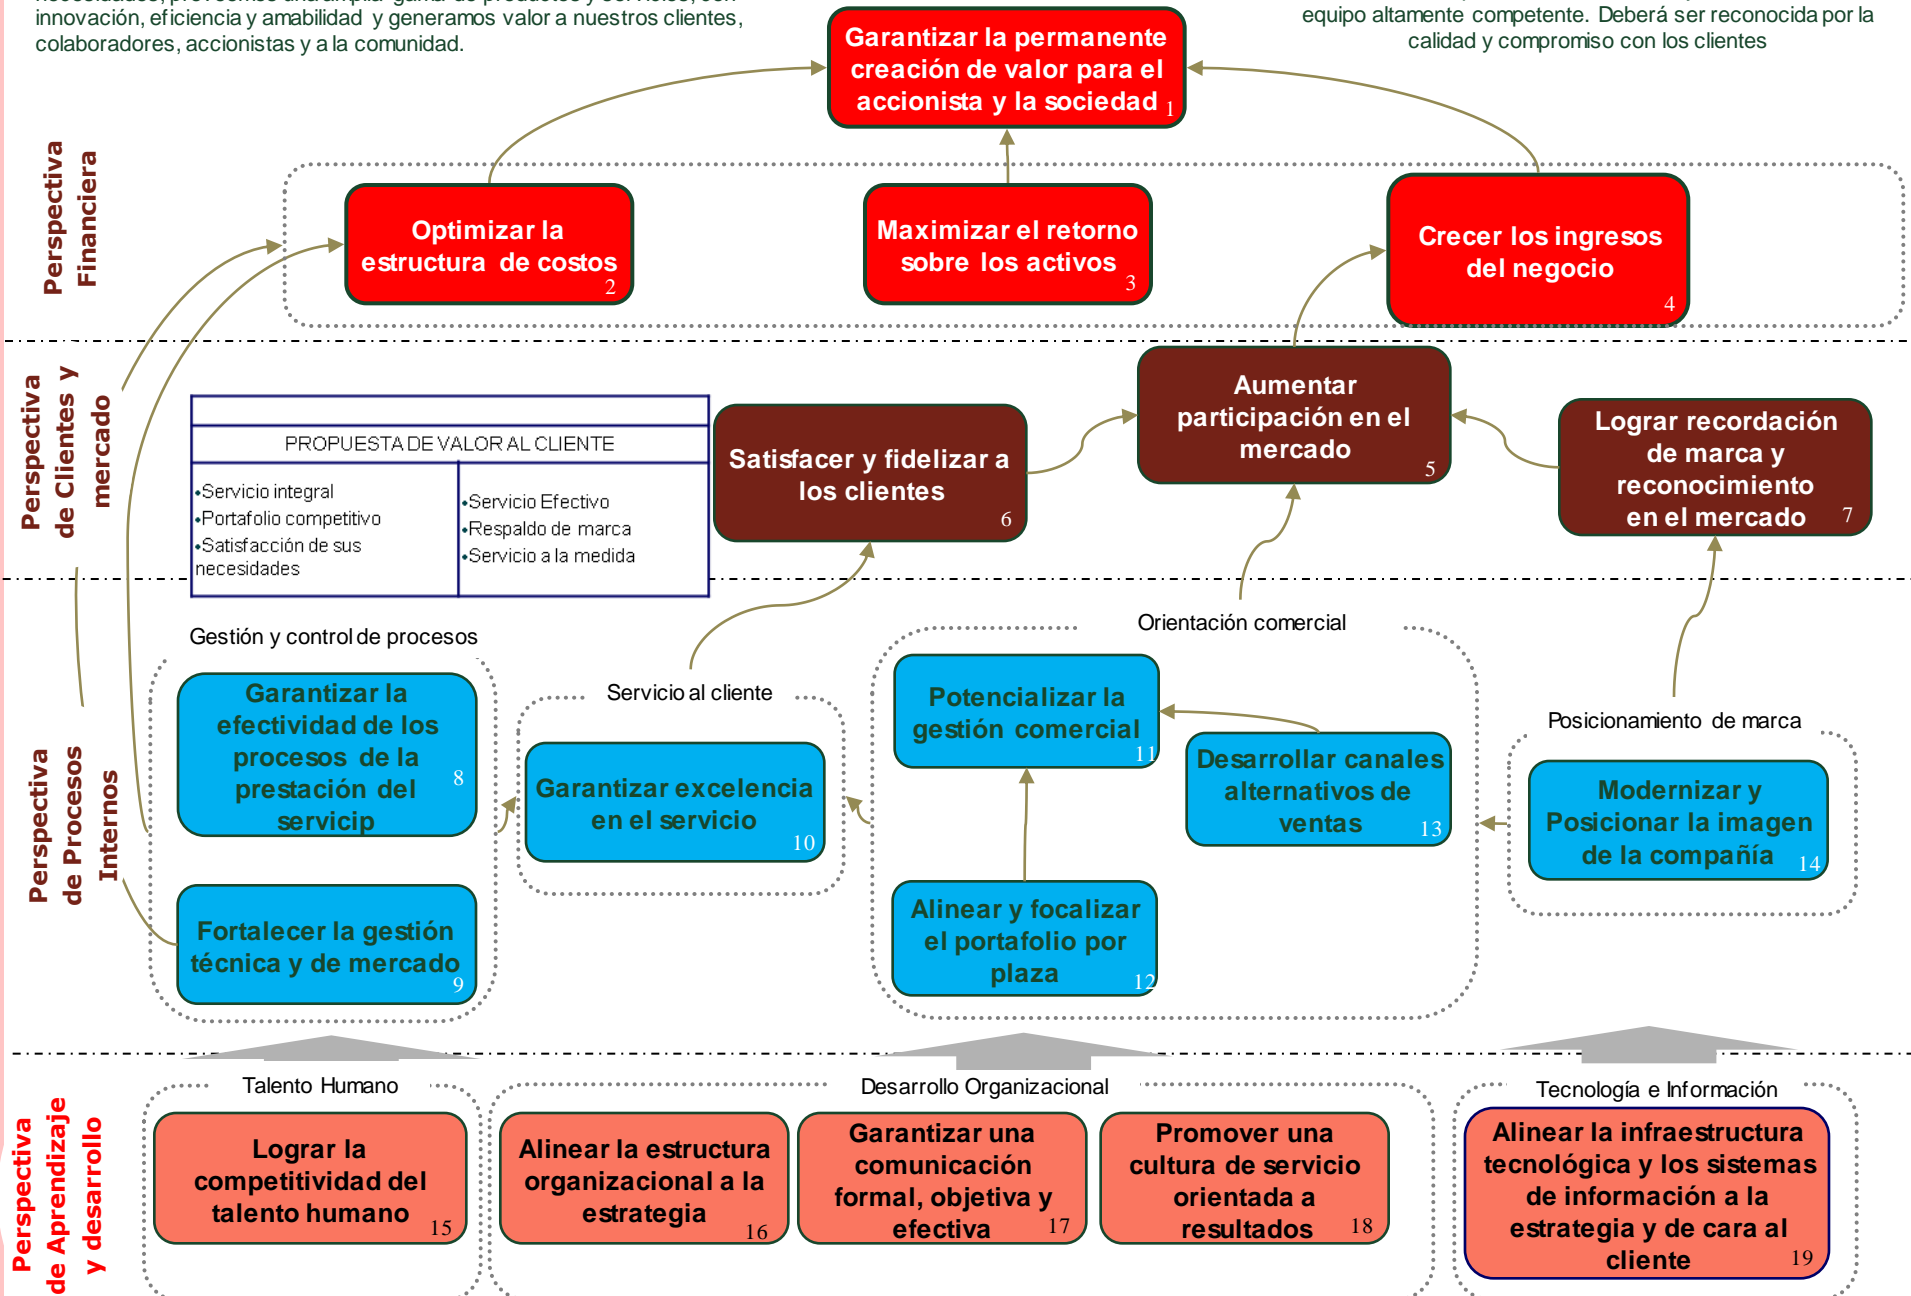 innovación, eficiencia y amabilidad y generamos valor a nuestros clientes,
colaboradores, accionistas y a la comunidad.
equipo altamente competente. Deberá ser reconocida por la
calidad y compromiso con los clientes
Garantizar la permanente
creación de valor para el
accionista y la sociedad
1
Perspectiva
Financiera
Optimizar la
estructura de costos
2
Maximizar el retorno
sobre los activos
3
Crecer los ingresos
del negocio
4
Perspectiva
de Clientes y
mercado
PROPUESTA DE VALOR AL CLIENTE
•Servicio integral
•Portafolio competitivo
•Satisfacción de sus
necesidades
•Servicio Efectivo
•Respaldo de marca
•Servicio a la medida
Satisfacer y fidelizar a
los clientes
6
Aumentar
participación en el
mercado
5
Lograr recordación
de marca y
reconocimiento
en el mercado
7
Perspectiva
de Procesos
Internos
Gestión y control de procesos
Garantizar la
efectividad de los
procesos de la
prestación del
servicip
8
Fortalecer la gestión
técnica y de mercado
9
Servicio al cliente
Garantizar excelencia
en el servicio
10
Orientación comercial
Potencializar la
gestión comercial
11
Desarrollar canales
alternativos de
ventas
13
Alinear y focalizar
el portafolio por
plaza
12
Posicionamiento de marca
Modernizar y
Posicionar la imagen
de la compañía
14
Perspectiva
de Aprendizaje
y desarrollo
Talento Humano
Lograr la
competitividad del
talento humano
15
Desarrollo Organizacional
Alinear la estructura
organizacional a la
estrategia
16
Garantizar una
comunicación
formal, objetiva y
efectiva
17
Promover una
cultura de servicio
orientada a
resultados
18
Tecnología e Información
Alinear la infraestructura
tecnológica y los sistemas
de información a la
estrategia y de cara al
cliente
19